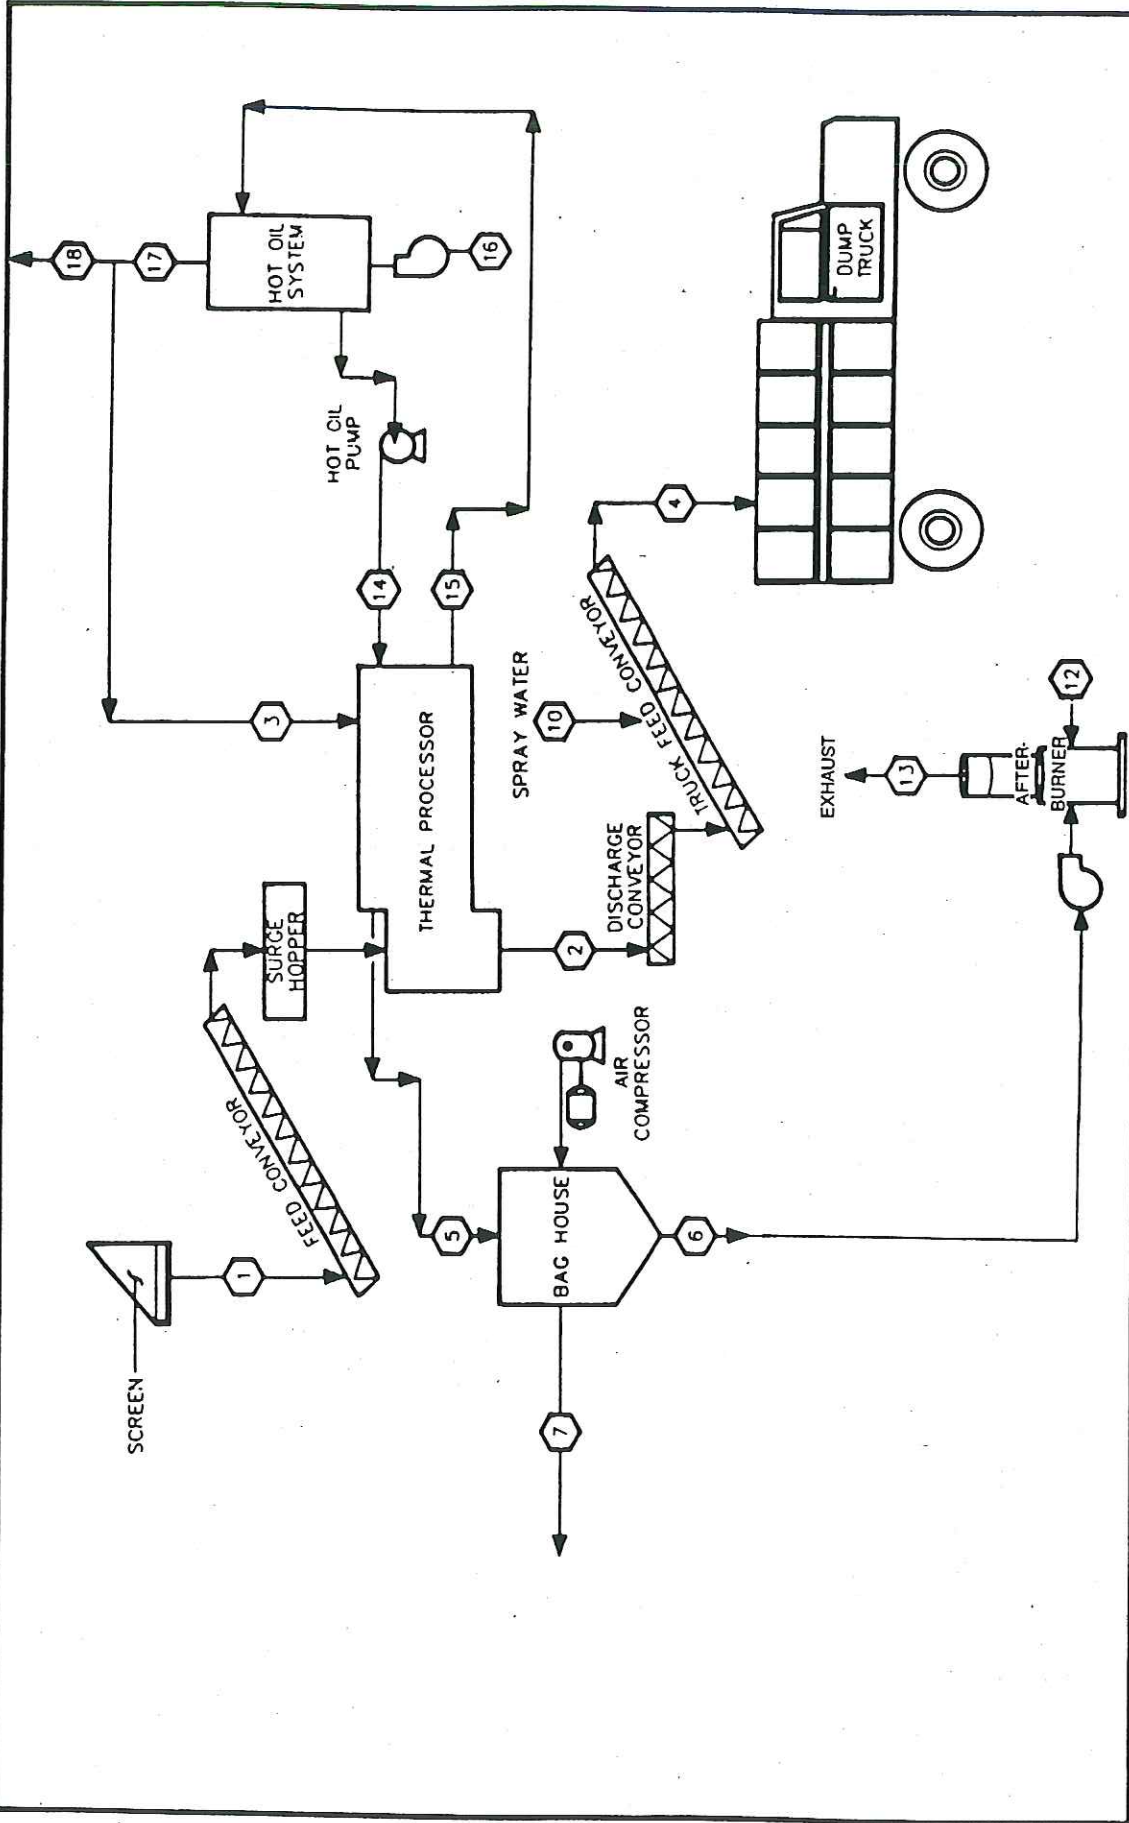 SCREEN
1
FEED CONVEYOR
SURGE
HOPPER
3
18
17
HOT OIL
SYSTEM
16
HOT OIL
PUMP
14
15
THERMAL PROCESSOR
5
BAG HOUSE
7
6
AIR
COMPRESSOR
2
DISCHARGE
CONVEYOR
SPRAY WATER
10
TRUCK FEED CONVEYOR
4
DUMP
TRUCK
EXHAUST
13
AFTER-
BURNER
12